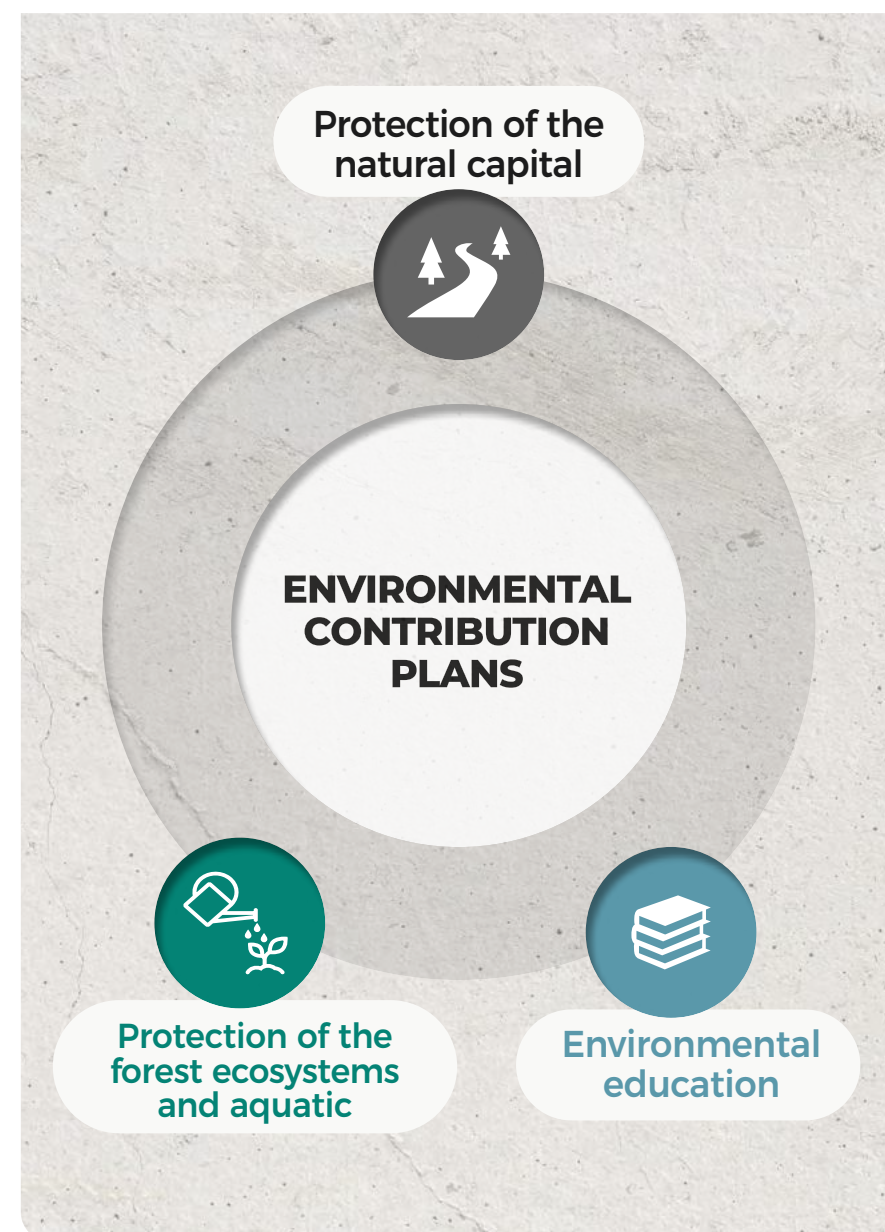 Protection of the
natural capital
ENVIRONMENTAL
CONTRIBUTION
PLANS
Protection of the
forest ecosystems
and aquatic
Environmental
education